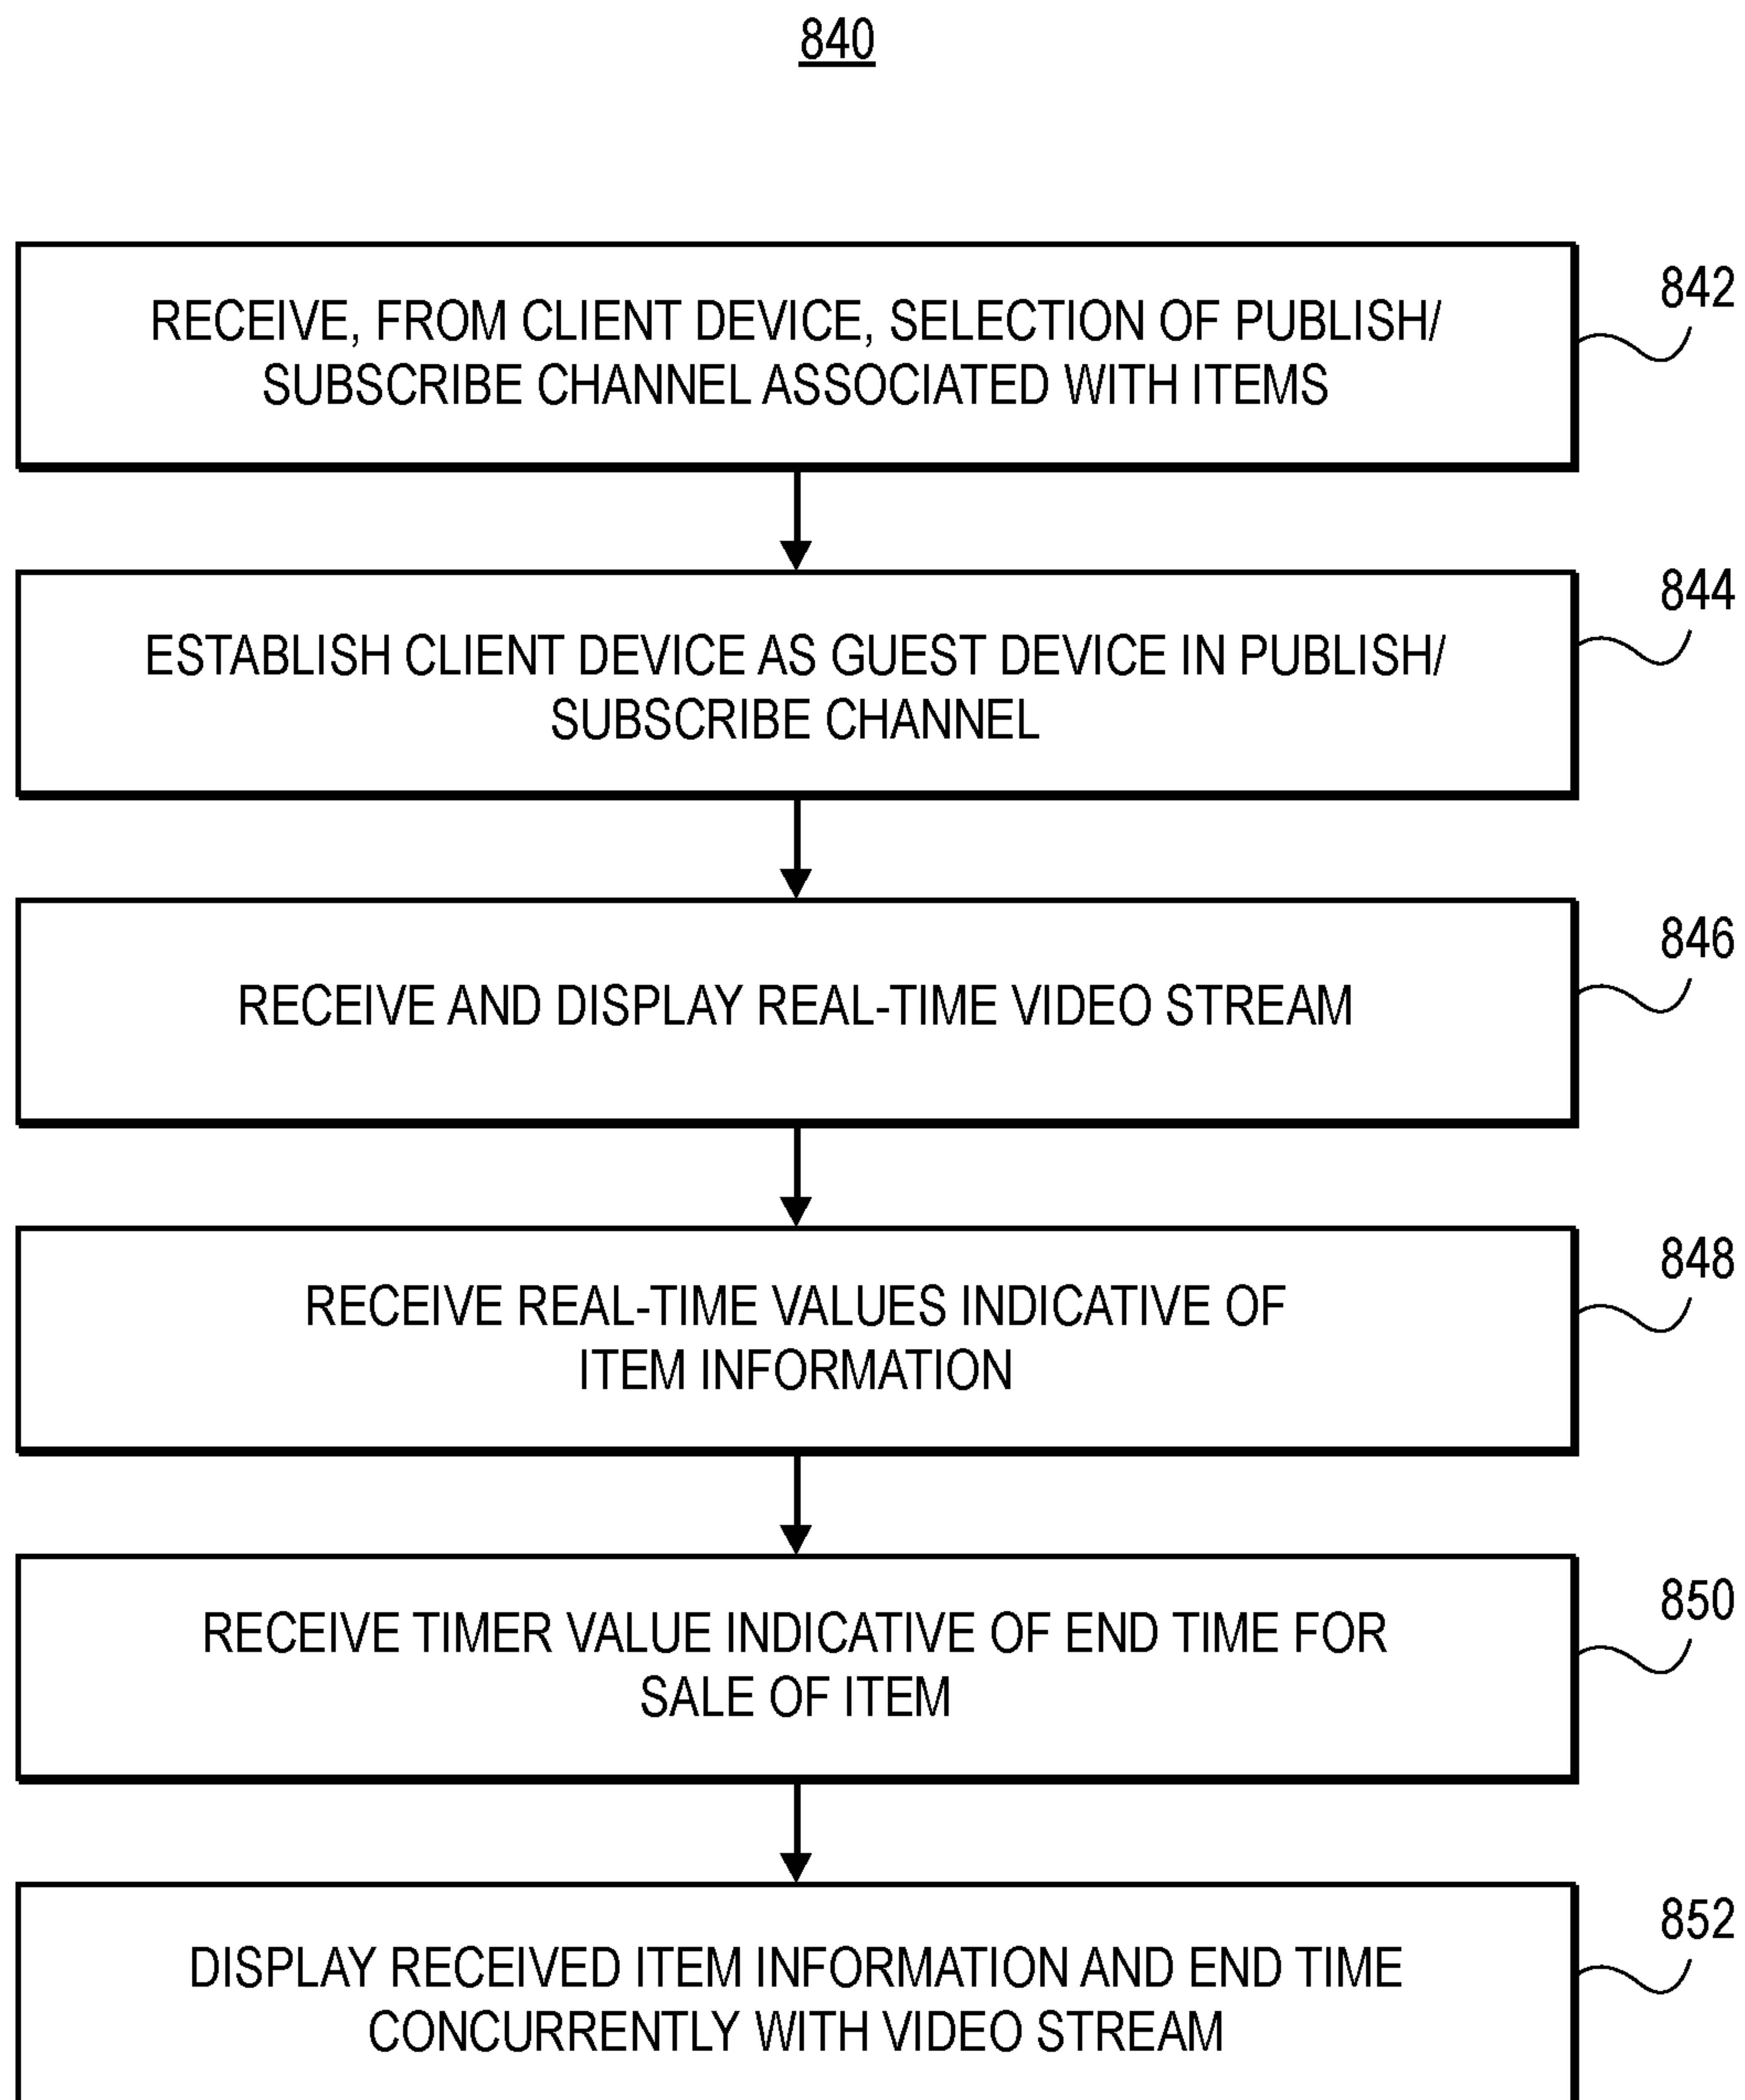 840
RECEIVE, FROM CLIENT DEVICE, SELECTION OF PUBLISH/
SUBSCRIBE CHANNEL ASSOCIATED WITH ITEMS
842
ESTABLISH CLIENT DEVICE AS GUEST DEVICE IN PUBLISH/
SUBSCRIBE CHANNEL
844
RECEIVE AND DISPLAY REAL-TIME VIDEO STREAM
846
RECEIVE REAL-TIME VALUES INDICATIVE OF
ITEM INFORMATION
848
RECEIVE TIMER VALUE INDICATIVE OF END TIME FOR
SALE OF ITEM
850
DISPLAY RECEIVED ITEM INFORMATION AND END TIME
CONCURRENTLY WITH VIDEO STREAM
852